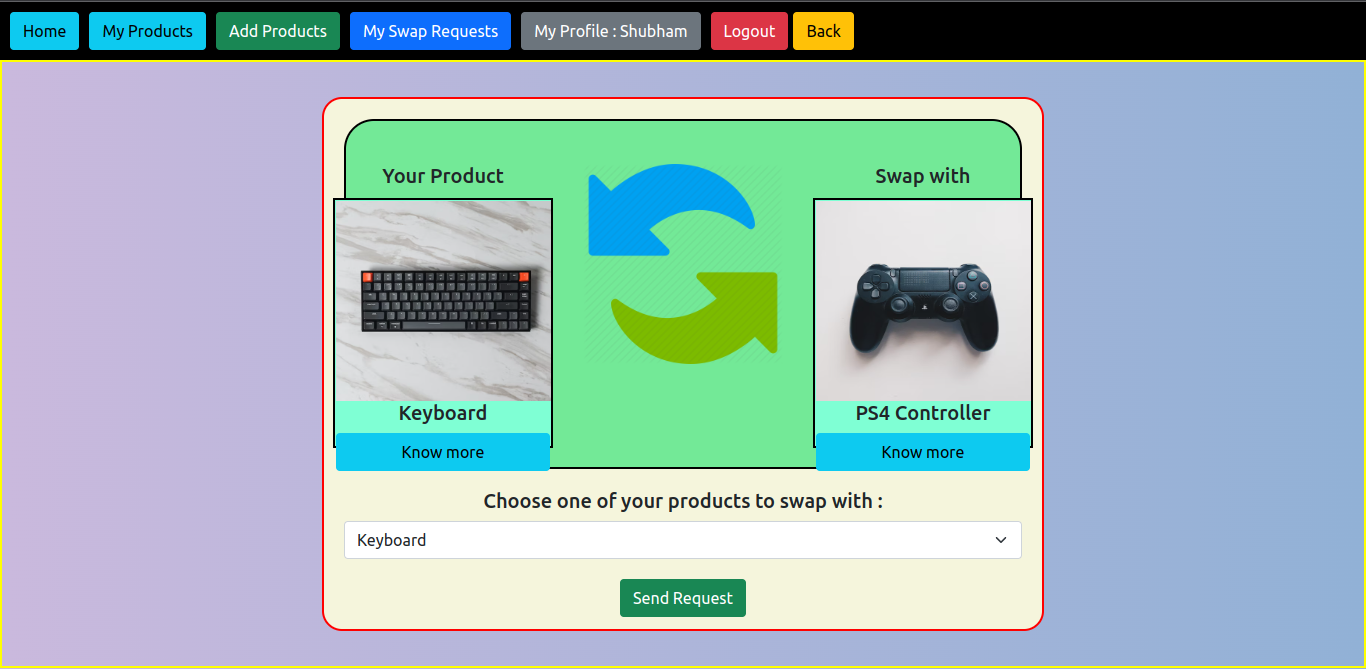 Home My Products Add Products My Swap Requests My Profile : Shubham Logout Back
Your Product
Swap with
Keyboard
Know more
PS4 Controller
Know more
Choose one of your products to swap with :
Keyboard
Send Request